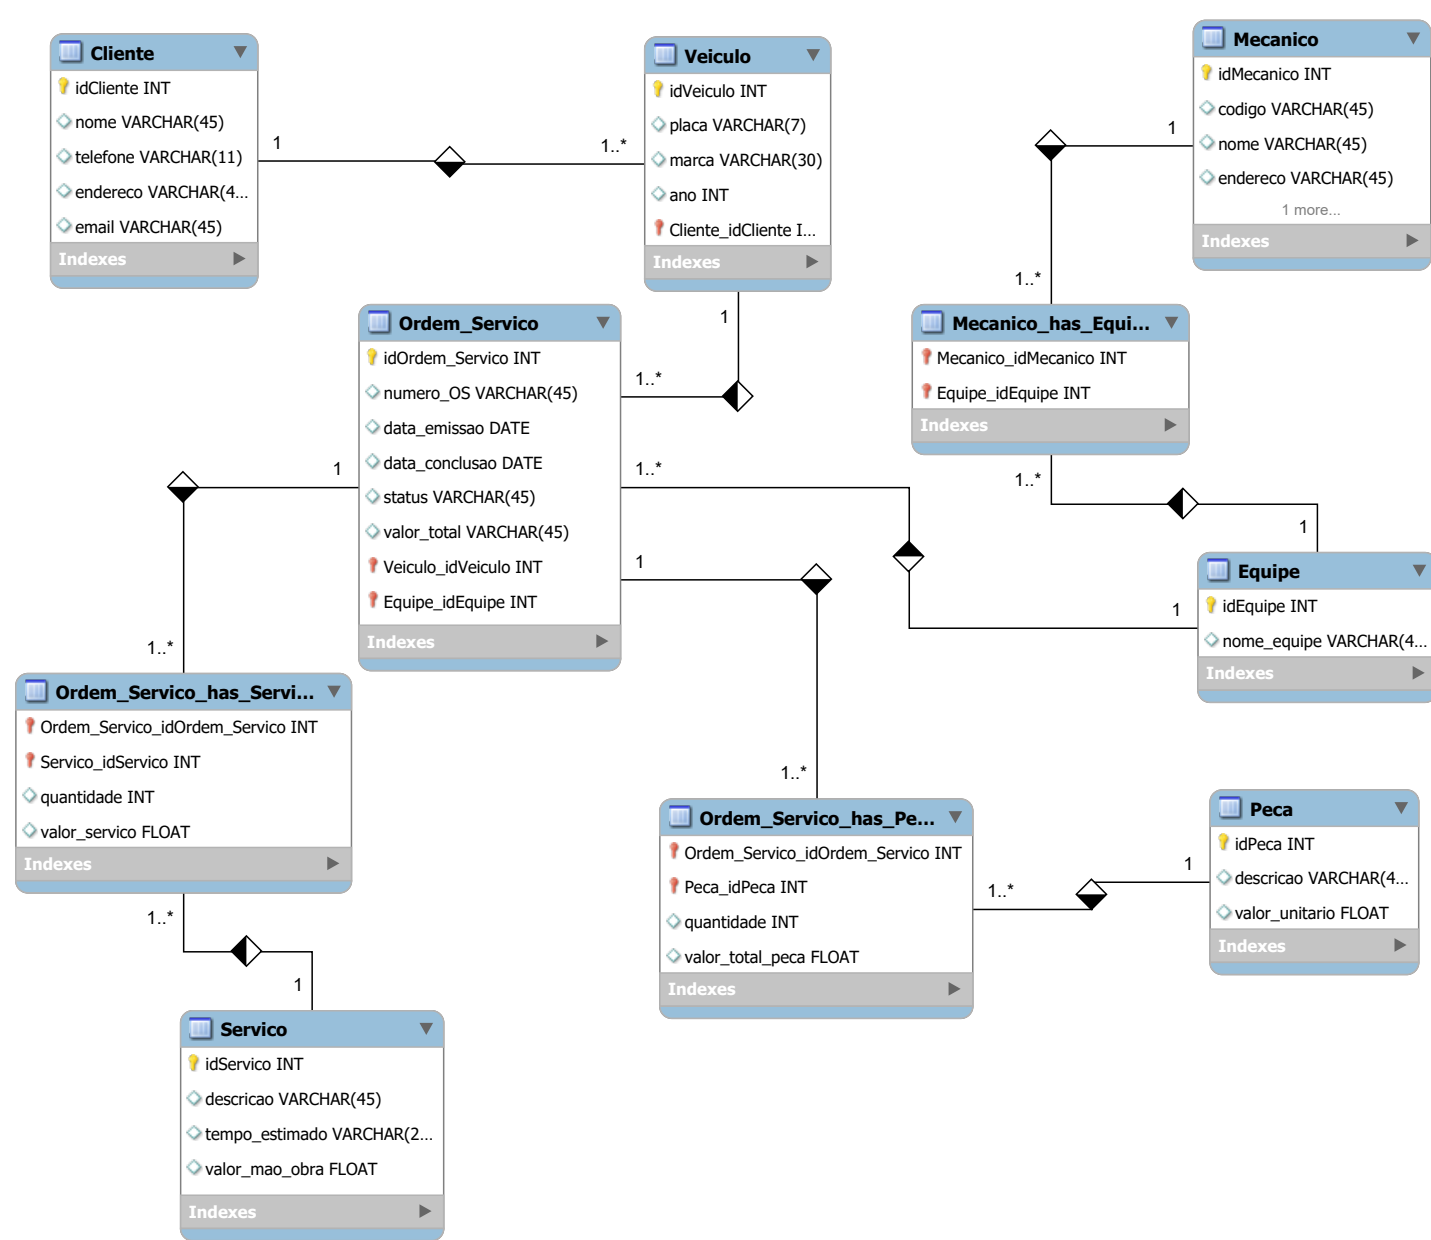 Cliente
idCliente INT
nome VARCHAR(45)
telefone VARCHAR(11)
endereco VARCHAR(4...
email VARCHAR(45)
Indexes
1
1..*
Veiculo
idVeiculo INT
placa VARCHAR(7)
marca VARCHAR(30)
ano INT
Cliente_idCliente I...
Indexes
1
1..*
Mecanico
idMecanico INT
codigo VARCHAR(45)
nome VARCHAR(45)
endereco VARCHAR(45)
1 more...
Indexes
1
1..*
Ordem_Servico
idOrdem_Servico INT
numero_OS VARCHAR(45)
data_emissao DATE
data_conclusao DATE
status VARCHAR(45)
valor_total VARCHAR(45)
Veiculo_idVeiculo INT
Equipe_idEquipe INT
Indexes
1
1..*
1..*
1
1
1..*
Mecanico_has_Equi...
Mecanico_idMecanico INT
Equipe_idEquipe INT
Indexes
1..*
1
Equipe
idEquipe INT
nome_equipe VARCHAR(4...
Indexes
Ordem_Servico_has_Servi...
Ordem_Servico_idOrdem_Servico INT
Servico_idServico INT
quantidade INT
valor_servico FLOAT
Indexes
1..*
1
Ordem_Servico_has_Pe...
Ordem_Servico_idOrdem_Servico INT
Peca_idPeca INT
quantidade INT
valor_total_peca FLOAT
Indexes
1..*
1
Peca
idPeca INT
descricao VARCHAR(4...
valor_unitario FLOAT
Indexes
Servico
idServico INT
descricao VARCHAR(45)
tempo_estimado VARCHAR(2...
valor_mao_obra FLOAT
Indexes